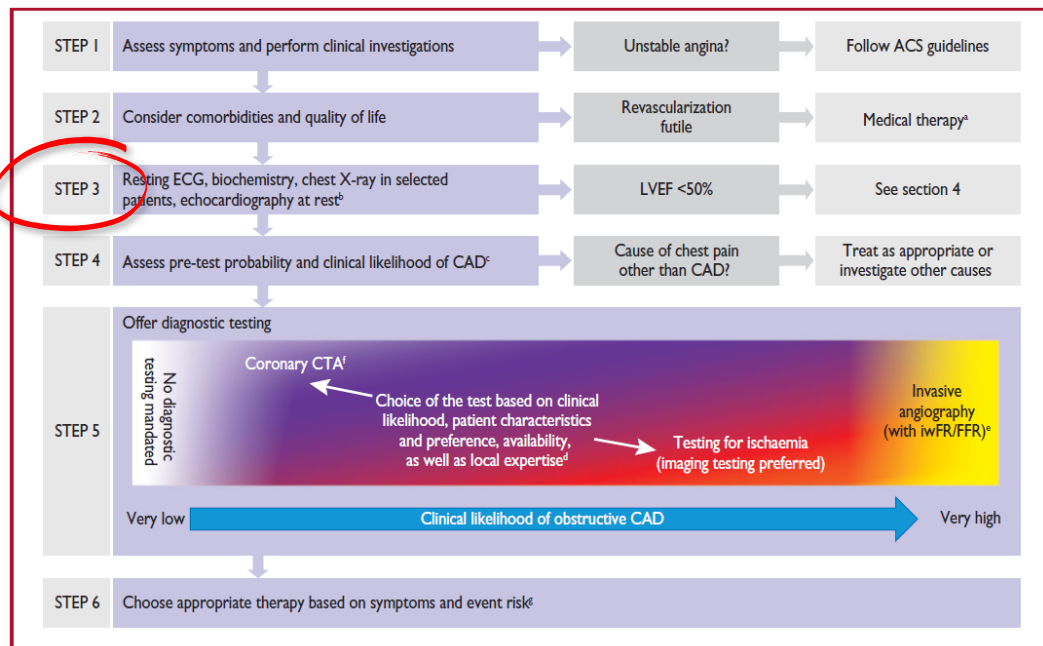 STEP 1
Assess symptoms and perform clinical investigations
Unstable angina?
Follow ACS guidelines
STEP 2
Consider comorbidities and quality of life
Revascularization
futile
Medical therapyᵃ
STEP 3
Resting ECG, biochemistry, chest X-ray in selected
patients, echocardiography at restᵇ
LVEF <50%
See section 4
STEP 4
Assess pre-test probability and clinical likelihood of CADᶜ
Cause of chest pain
other than CAD?
Treat as appropriate or
investigate other causes
STEP 5
Offer diagnostic testing
No diagnostic
testing mandated
Coronary CTAᶠ
Choice of the test based on clinical
likelihood, patient characteristics
and preference, availability,
as well as local expertiseᵈ
Testing for ischaemia
(imaging testing preferred)
Invasive
angiography
(with iwFR/FFR)ᵉ
Very low
Clinical likelihood of obstructive CAD
Very high
STEP 6
Choose appropriate therapy based on symptoms and event riskᵍ